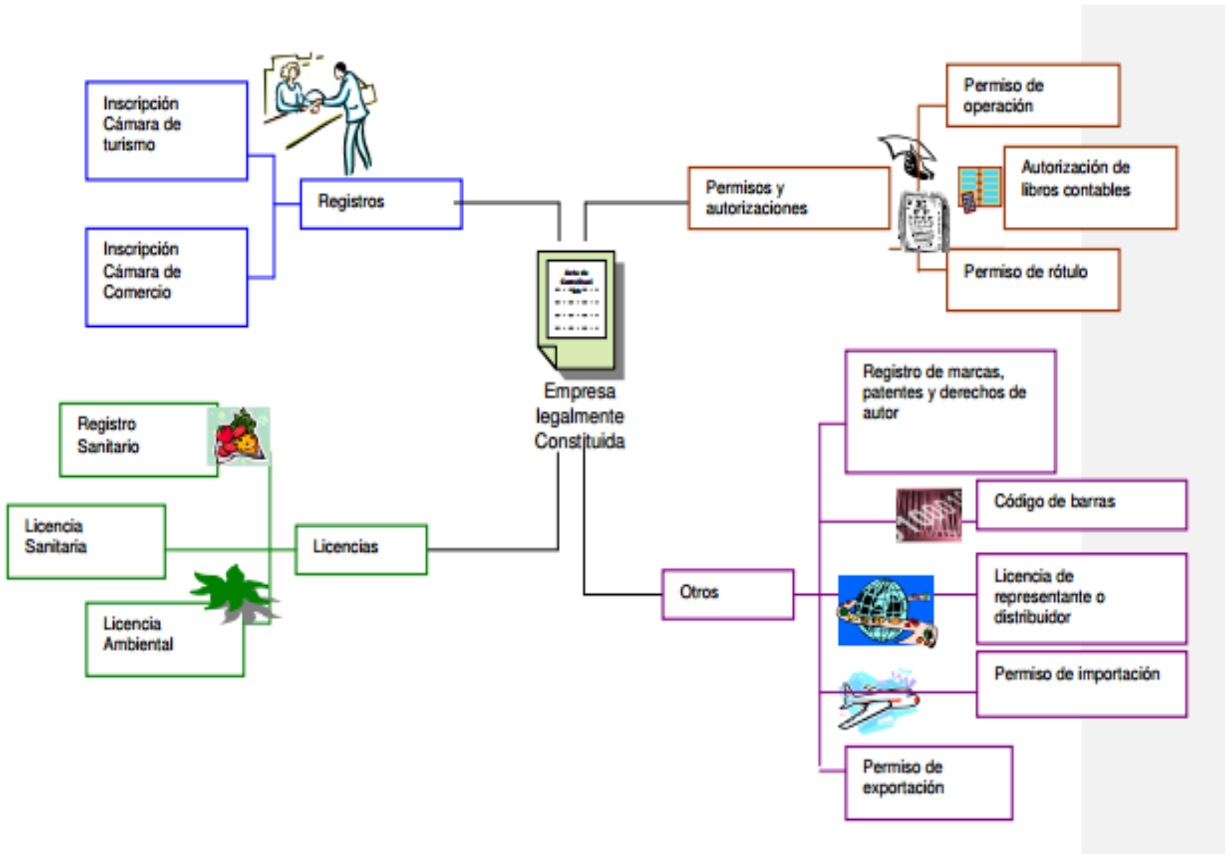 Inscripción
Cámara de
turismo
Registros
Inscripción
Cámara de
Comercio
Permisos y
autorizaciones
Permiso de
operación
Autorización de
libros contables
Permiso de rótulo
Acta de
Empresa
legalmente
Constituida
Registro
Sanitario
Licencia
Sanitaria
Licencias
Licencia
Ambiental
Otros
Registro de marcas,
patentes y derechos de
autor
Código de barras
Licencia de
representante o
distribuidor
Permiso de importación
Permiso de
exportación